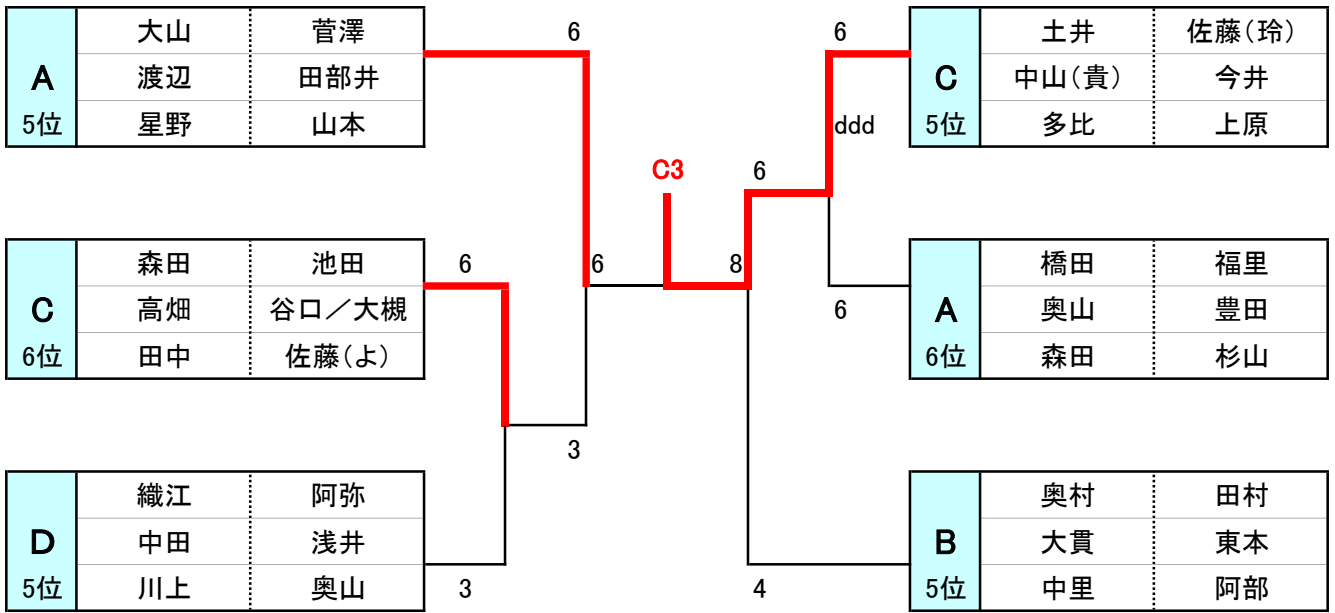 大山 菅澤
A 渡辺 田部井
5位 星野 山本
6
6
土井 佐藤(玲)
C 中山(貴) 今井
5位 多比 上原
ddd
C3
6
森田 池田
C 高畑 谷口／大槻
6位 田中 佐藤(よ)
6
6
8
橋田 福里
A 奥山 豊田
6位 森田 杉山
6
3
織江 阿弥
D 中田 浅井
5位 川上 奥山
3
4
奥村 田村
B 大貫 東本
5位 中里 阿部